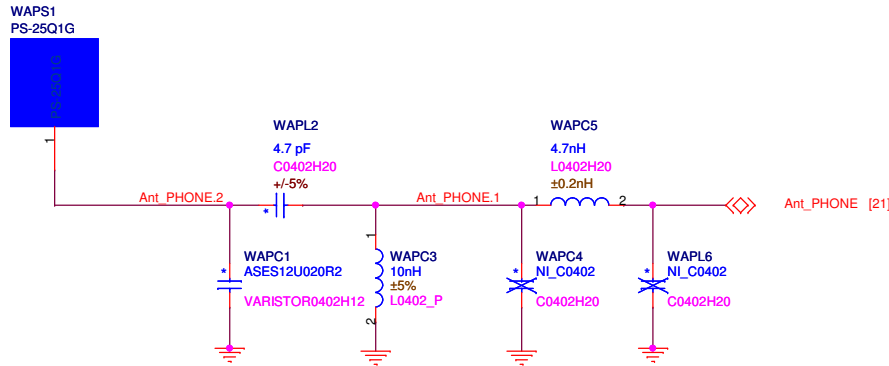 WAPS1
PS-25Q1G
PS-25Q1G
1
WAPL2
4.7 pF
C0402H20
+/-5%
WAPC5
4.7nH
L0402H20
±0.2nH
Ant_PHONE.2
*
Ant_PHONE.1
1
2
Ant_PHONE [21]
*
WAPC1
ASES12U020R2
VARISTOR0402H12
1
WAPC3
10nH
±5%
L0402_P
2
*
WAPC4
NI_C0402
C0402H20
*
WAPL6
NI_C0402
C0402H20